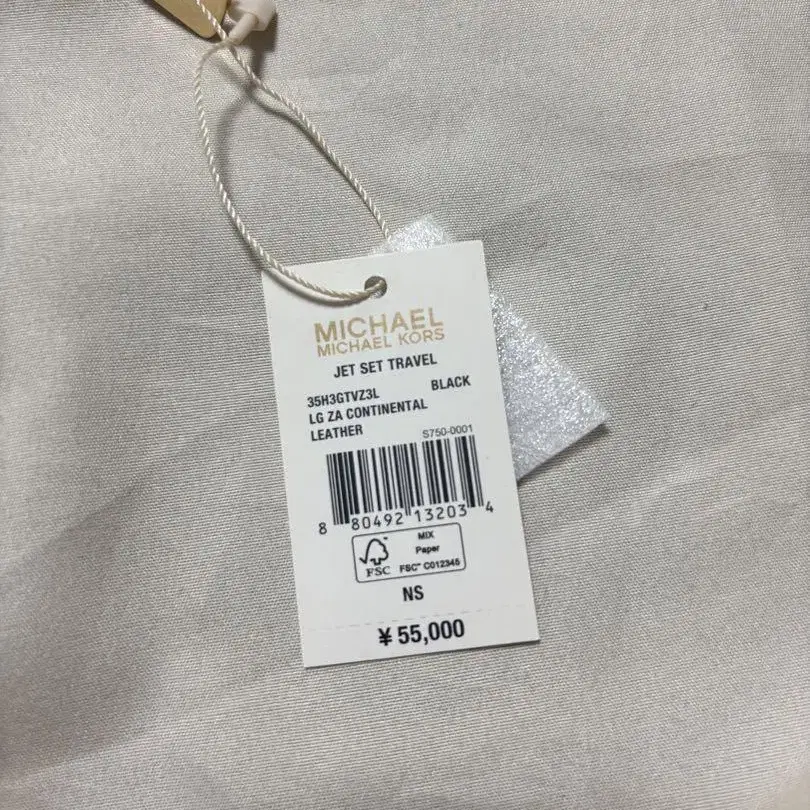 MICHAEL
MICHAEL KORS
JET SET TRAVEL
35H3GTVZ3L BLACK
LG ZA CONTINENTAL
LEATHER S750-0001
8 80492 13203 4
MIX
Paper
FSC FSC™ C012345
NS
¥55,000